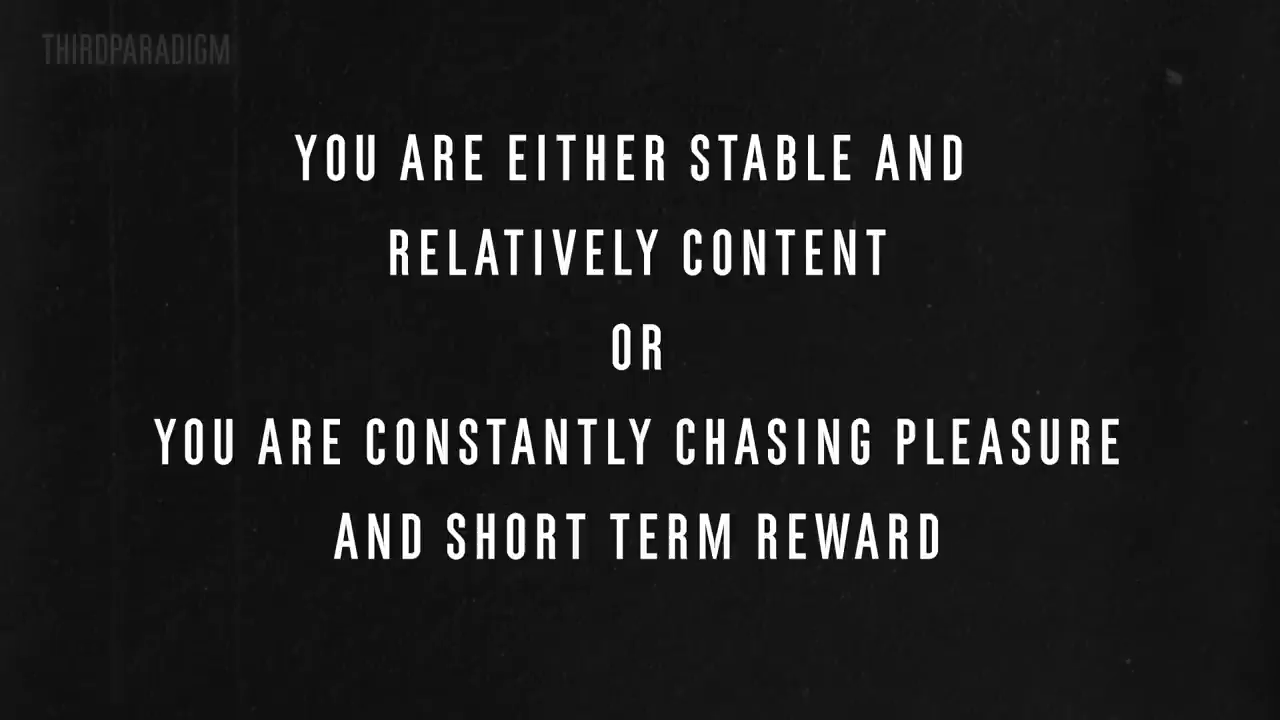 THIRDPARADIGM
YOU ARE EITHER STABLE AND
RELATIVELY CONTENT
OR
YOU ARE CONSTANTLY CHASING PLEASURE
AND SHORT TERM REWARD